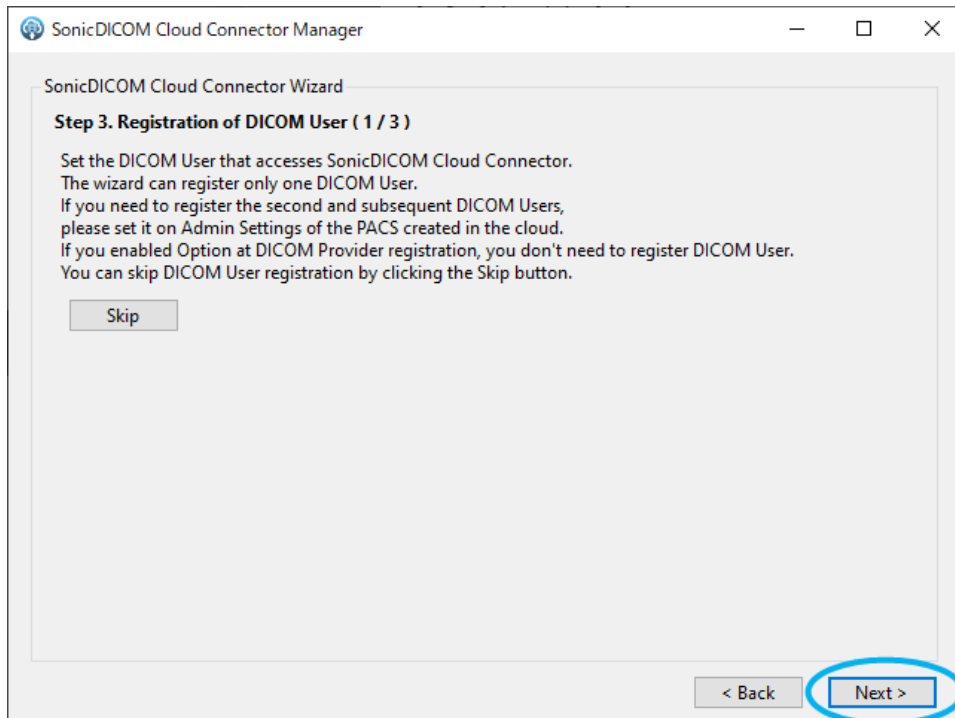 SonicDICOM Cloud Connector Manager
SonicDICOM Cloud Connector Wizard
Step 3. Registration of DICOM User ( 1 / 3 )
Set the DICOM User that accesses SonicDICOM Cloud Connector.
The wizard can register only one DICOM User.
If you need to register the second and subsequent DICOM Users,
please set it on Admin Settings of the PACS created in the cloud.
If you enabled Option at DICOM Provider registration, you don't need to register DICOM User.
You can skip DICOM User registration by clicking the Skip button.
Skip
< Back
Next >